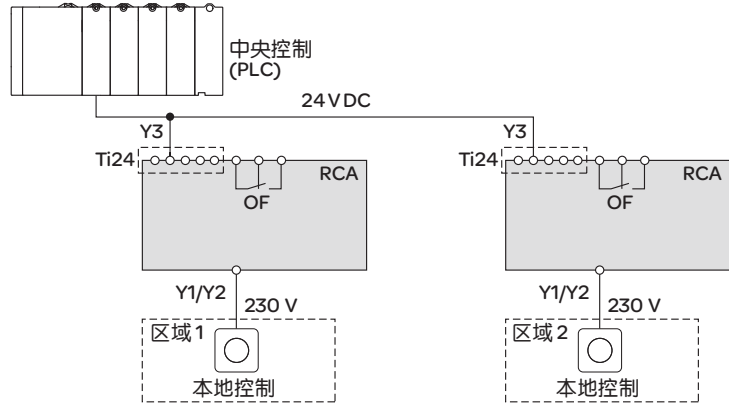 中央控制
(PLC)
24 V DC
Y3
Y3
Ti24
RCA
Ti24
RCA
OF
OF
Y1/Y2
230 V
Y1/Y2
230 V
区域 1
区域 2
本地控制
本地控制